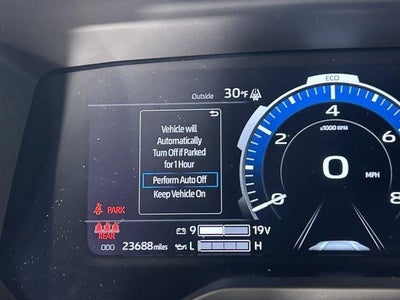 Outside 30°F
ECO
Vehicle will
Automatically
Turn Off if Parked
for 1 Hour
Perform Auto Off
Keep Vehicle On
0 2 4 6 8
x1000 RPM
0 MPH
PARK
REAR
9 19V
ODO 23688 miles L H